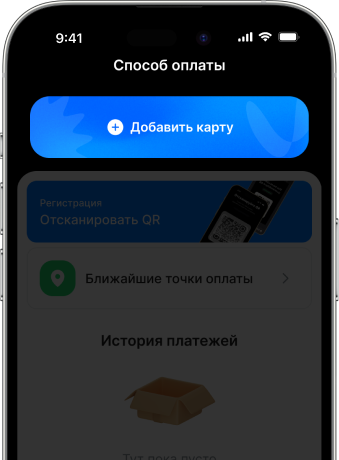 9:41
Способ оплаты
Добавить карту
Регистрация
Отсканировать QR
Ближайшие точки оплаты
История платежей
Тут пока пусто